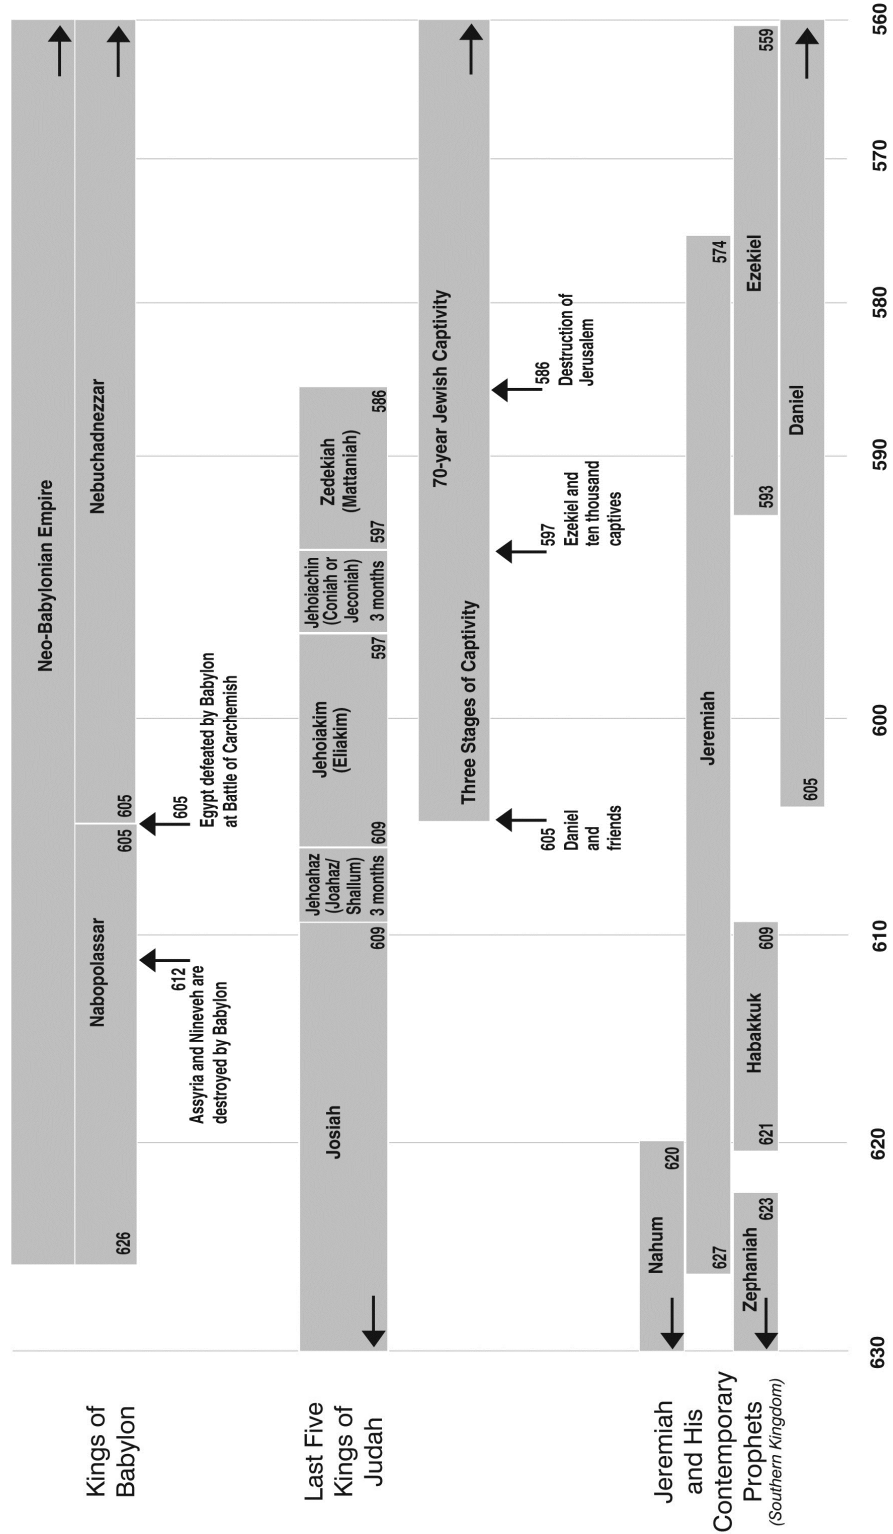 Kings of
Babylon
Neo-Babylonian Empire
626
Nabopolassar
605
605
Nebuchadnezzar
612
Assyria and Nineveh are
destroyed by Babylon
605
Egypt defeated by Babylon
at Battle of Carchemish
Last Five
Kings of
Judah
Josiah
609
Jehoahaz
(Joahaz/
Shallum)
3 months
609
Jehoiakim
(Eliakim)
597
Jehoiachin
(Coniah or
Jeconiah)
3 months
597
Zedekiah
(Mattaniah)
586
70-year Jewish Captivity
Three Stages of Captivity
605
Daniel
and
friends
597
Ezekiel and
ten thousand
captives
586
Destruction of
Jerusalem
Jeremiah
and His
Contemporary
Prophets
(Southern Kingdom)
Nahum
620
627
Jeremiah
574
Zephaniah
623
621
Habakkuk
609
593
Ezekiel
559
605
Daniel
630
620
610
600
590
580
570
560